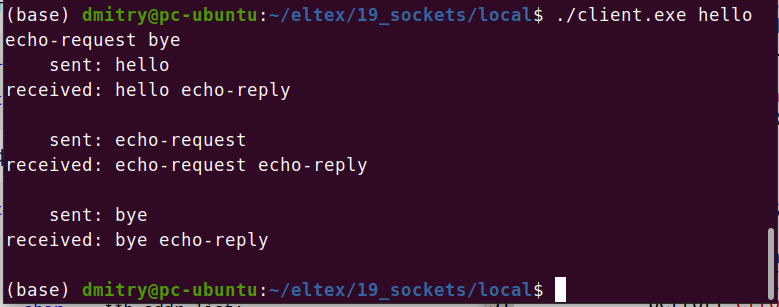 (base) dmitry@pc-ubuntu:~/eltex/19_sockets/local$ ./client.exe hello
echo-request bye
    sent: hello
received: hello echo-reply

    sent: echo-request
received: echo-request echo-reply

    sent: bye
received: bye echo-reply

(base) dmitry@pc-ubuntu:~/eltex/19_sockets/local$